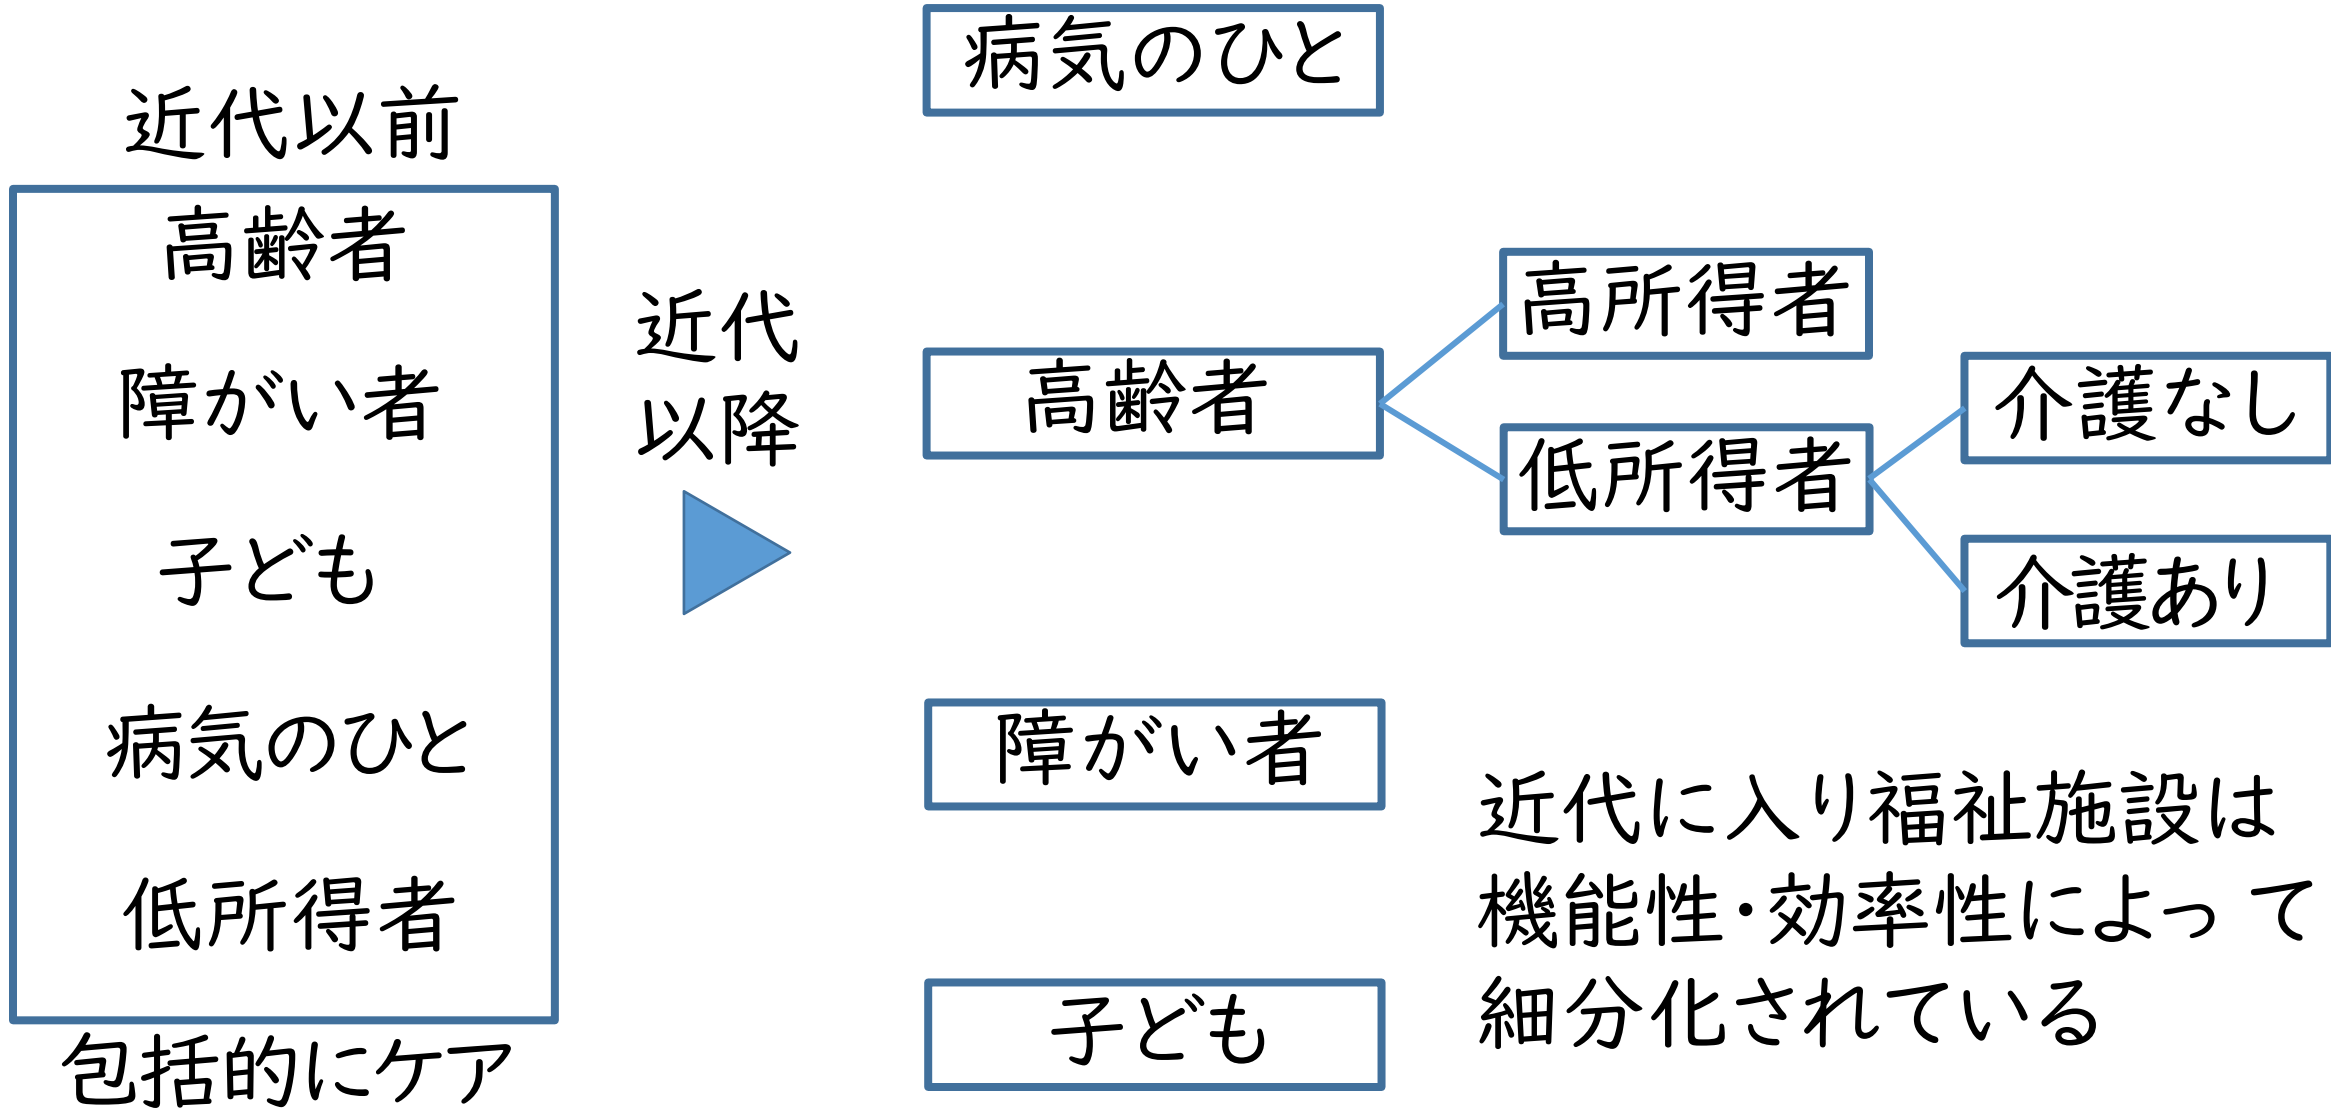 近代以前
高齢者
障がい者
子ども
病気のひと
低所得者
包括的にケア
近代
以降
病気のひと
高齢者
高所得者
低所得者
介護なし
介護あり
障がい者
子ども
近代に入り福祉施設は
機能性・効率性によって
細分化されている